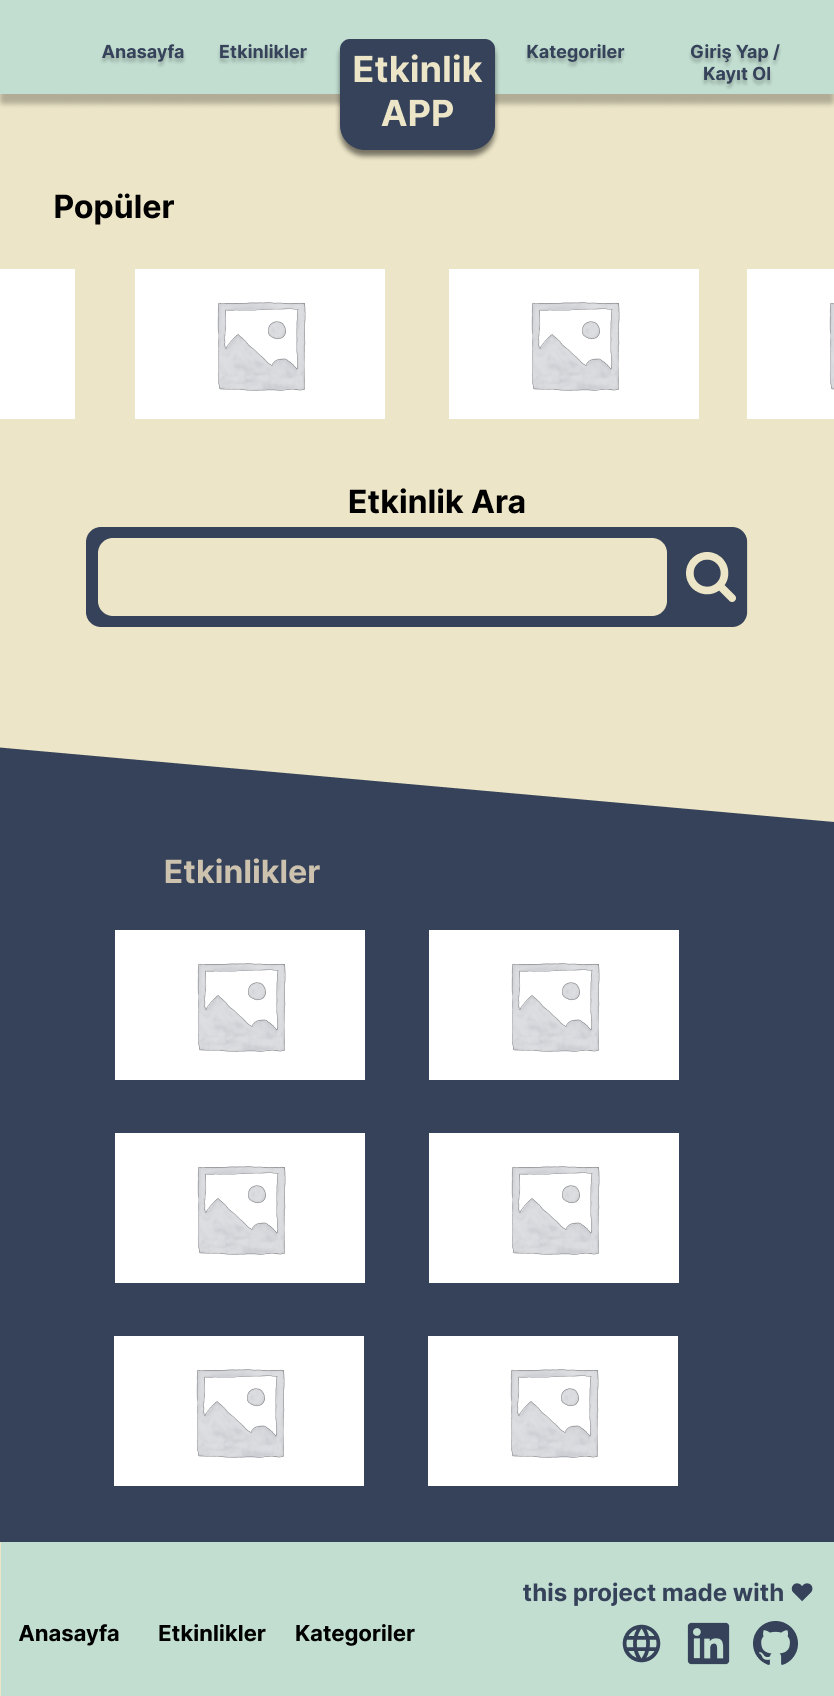 Anasayfa
Etkinlikler
Etkinlik
APP
Kategoriler
Giriş Yap /
Kayıt Ol
Popüler
Etkinlik Ara
Etkinlikler
this project made with ♥
Anasayfa
Etkinlikler
Kategoriler
in